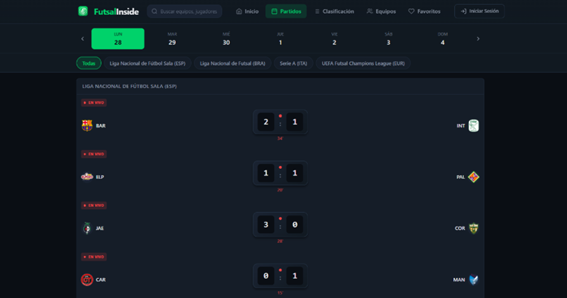 FutsalInside
Buscar equipos, jugadores
Inicio
Partidos
Clasificación
Equipos
Favoritos
Iniciar Sesión
LUN
28
MAR
29
MIÉ
30
JUE
1
VIE
2
SÁB
3
DOM
4
Todas
Liga Nacional de Fútbol Sala (ESP)
Liga Nacional de Futsal (BRA)
Serie A (ITA)
UEFA Futsal Champions League (EUR)
LIGA NACIONAL DE FÚTBOL SALA (ESP)
EN VIVO
BAR
2 : 1
INT
EN VIVO
ELP
1 : 1
PAL
EN VIVO
JAE
3 : 0
COR
EN VIVO
CAR
0 : 1
MAN